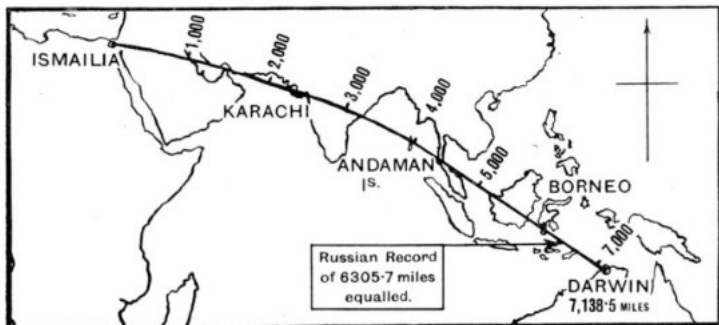 ISMAILIA
1,000
2,000
KARACHI
3,000
4,000
ANDAMAN
Is.
5,000
BORNEO
Russian Record
of 6305·7 miles
equalled.
7,000
DARWIN
7,138·5 MILES